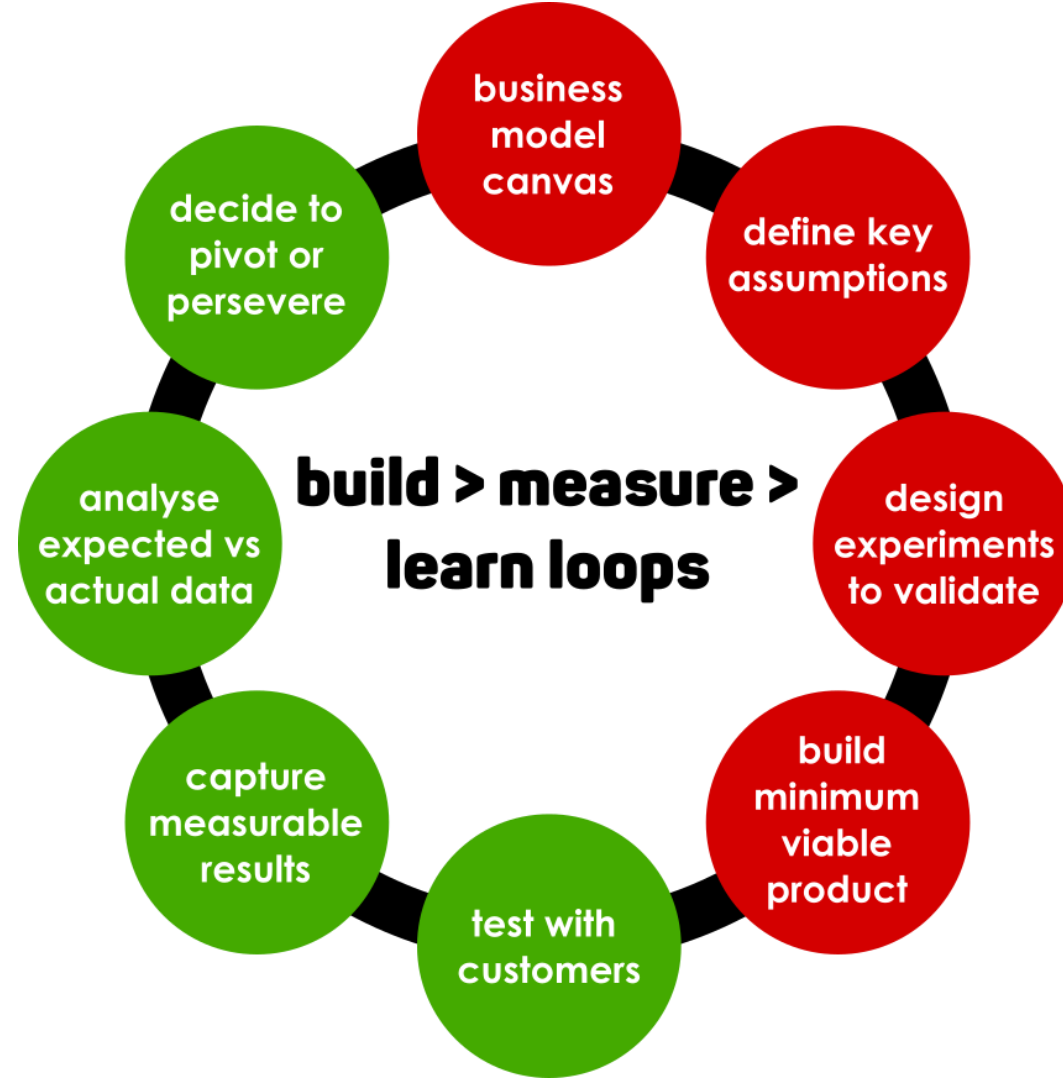 business
model
canvas
define key
assumptions
design
experiments
to validate
build
minimum
viable
product
test with
customers
capture
measurable
results
analyse
expected vs
actual data
decide to
pivot or
persevere
build > measure >
learn loops